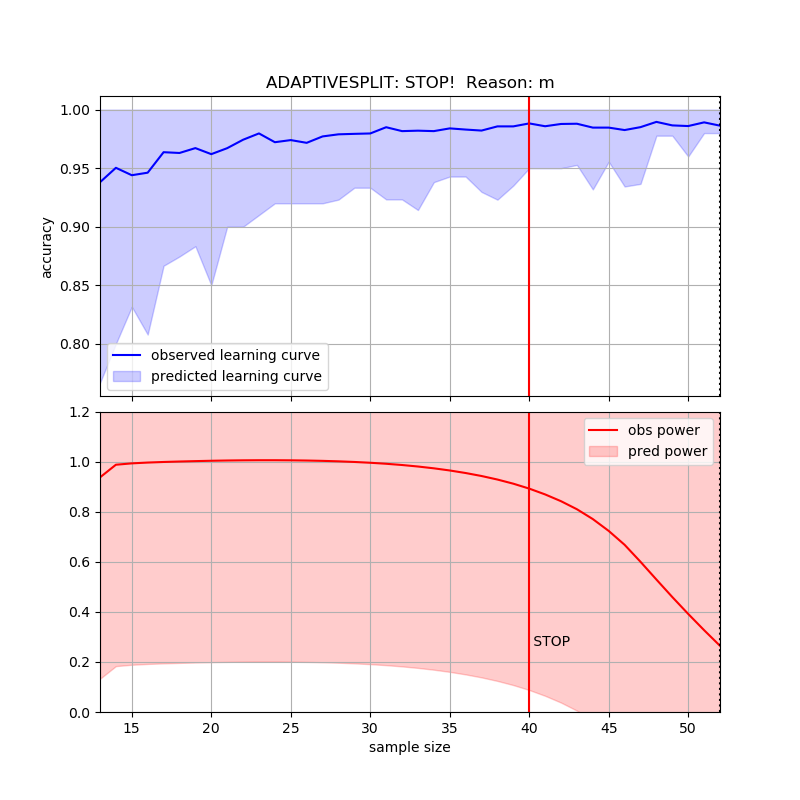 ADAPTIVESPLIT: STOP!  Reason: m
1.00
0.95
0.90
0.85
0.80
accuracy
observed learning curve
predicted learning curve
1.2
1.0
0.8
0.6
0.4
0.2
0.0
obs power
pred power
STOP
15 20 25 30 35 40 45 50
sample size